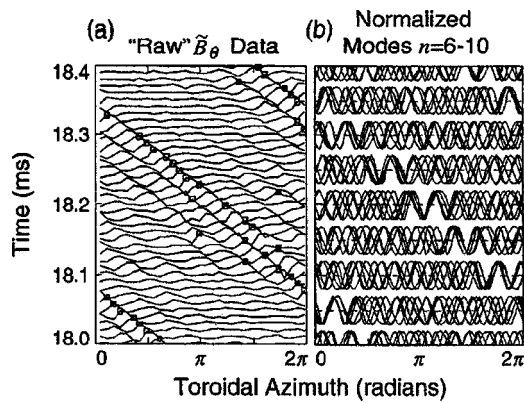 (a) "Raw" B̃θ Data
(b) Normalized Modes n=6-10
18.4
18.3
18.2
18.1
18.0
Time (ms)
0 π 2π
0 π 2π
Toroidal Azimuth (radians)